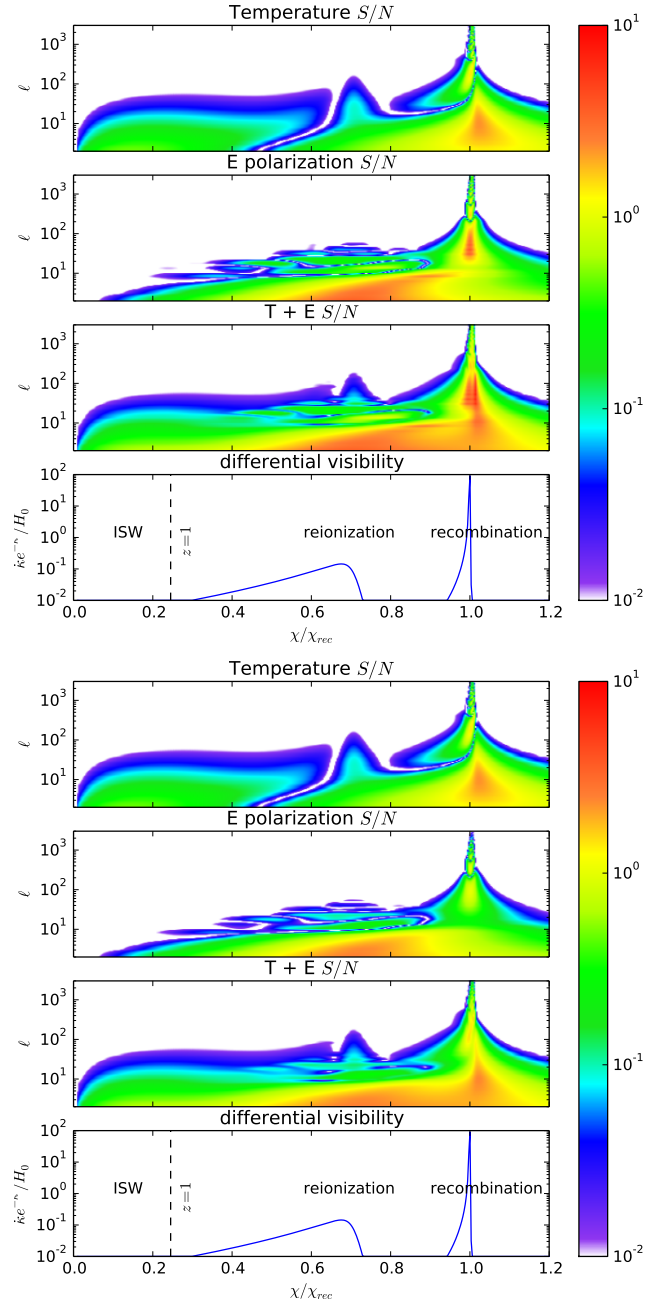 Temperature S/N
10³
10²
10¹
ℓ
E polarization S/N
10³
10²
10¹
ℓ
T + E S/N
10³
10²
10¹
ℓ
differential visibility
10²
10¹
10⁰
10⁻¹
10⁻²
ISW
z=1
reionization
recombination
0.0 0.2 0.4 0.6 0.8 1.0 1.2
χ/χrec
10¹
10⁰
10⁻¹
10⁻²
Temperature S/N
10³
10²
10¹
ℓ
E polarization S/N
10³
10²
10¹
ℓ
T + E S/N
10³
10²
10¹
ℓ
differential visibility
10²
10¹
10⁰
10⁻¹
10⁻²
ISW
z=1
reionization
recombination
0.0 0.2 0.4 0.6 0.8 1.0 1.2
χ/χrec
10¹
10⁰
10⁻¹
10⁻²